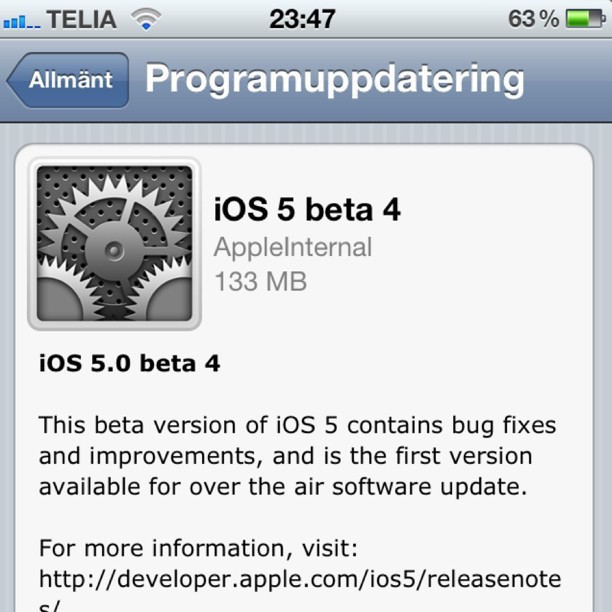 TELIA 23:47 63 %
Allmänt Programuppdatering
iOS 5 beta 4
AppleInternal
133 MB
iOS 5.0 beta 4
This beta version of iOS 5 contains bug fixes
and improvements, and is the first version
available for over the air software update.
For more information, visit:
http://developer.apple.com/ios5/releasenote
s/